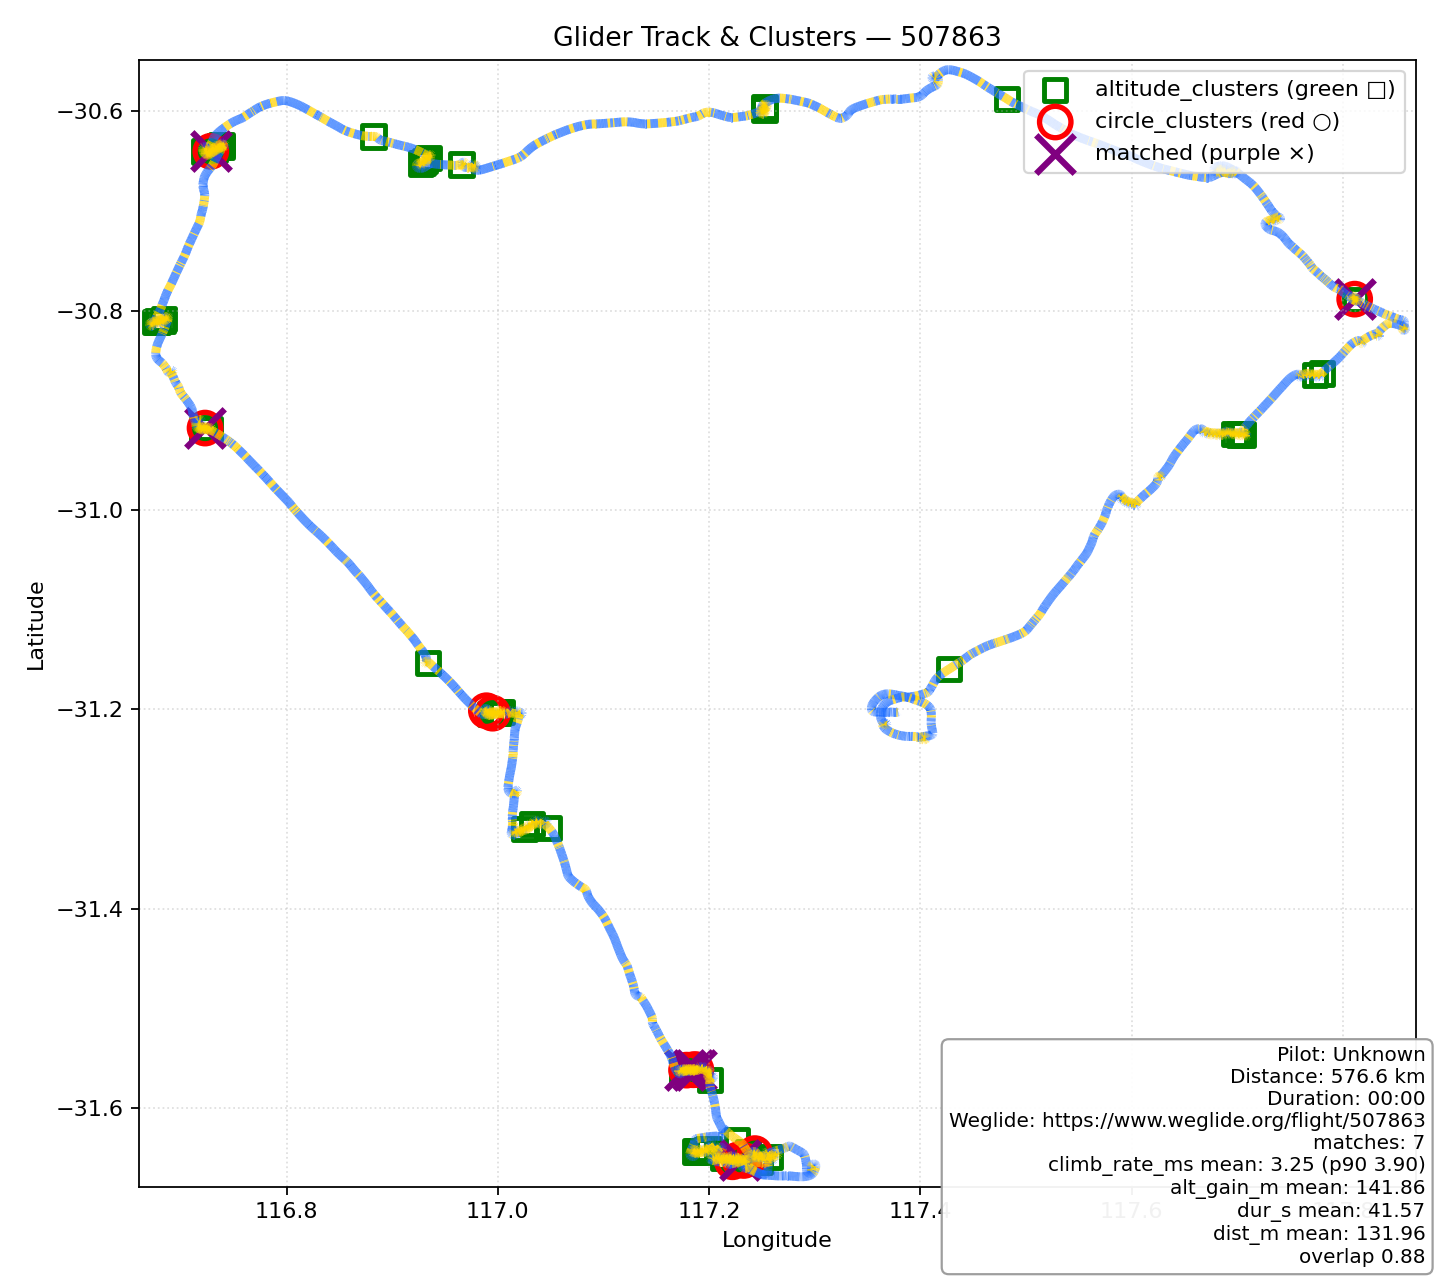 Glider Track & Clusters — 507863
altitude_clusters (green □)
circle_clusters (red ○)
matched (purple ×)
−30.6
−30.8
−31.0
−31.2
−31.4
−31.6
Latitude
116.8
117.0
117.2
117.4
117.6
Longitude
Pilot: Unknown
Distance: 576.6 km
Duration: 00:00
Weglide: https://www.weglide.org/flight/507863
matches: 7
climb_rate_ms mean: 3.25 (p90 3.90)
alt_gain_m mean: 141.86
dur_s mean: 41.57
dist_m mean: 131.96
overlap 0.88